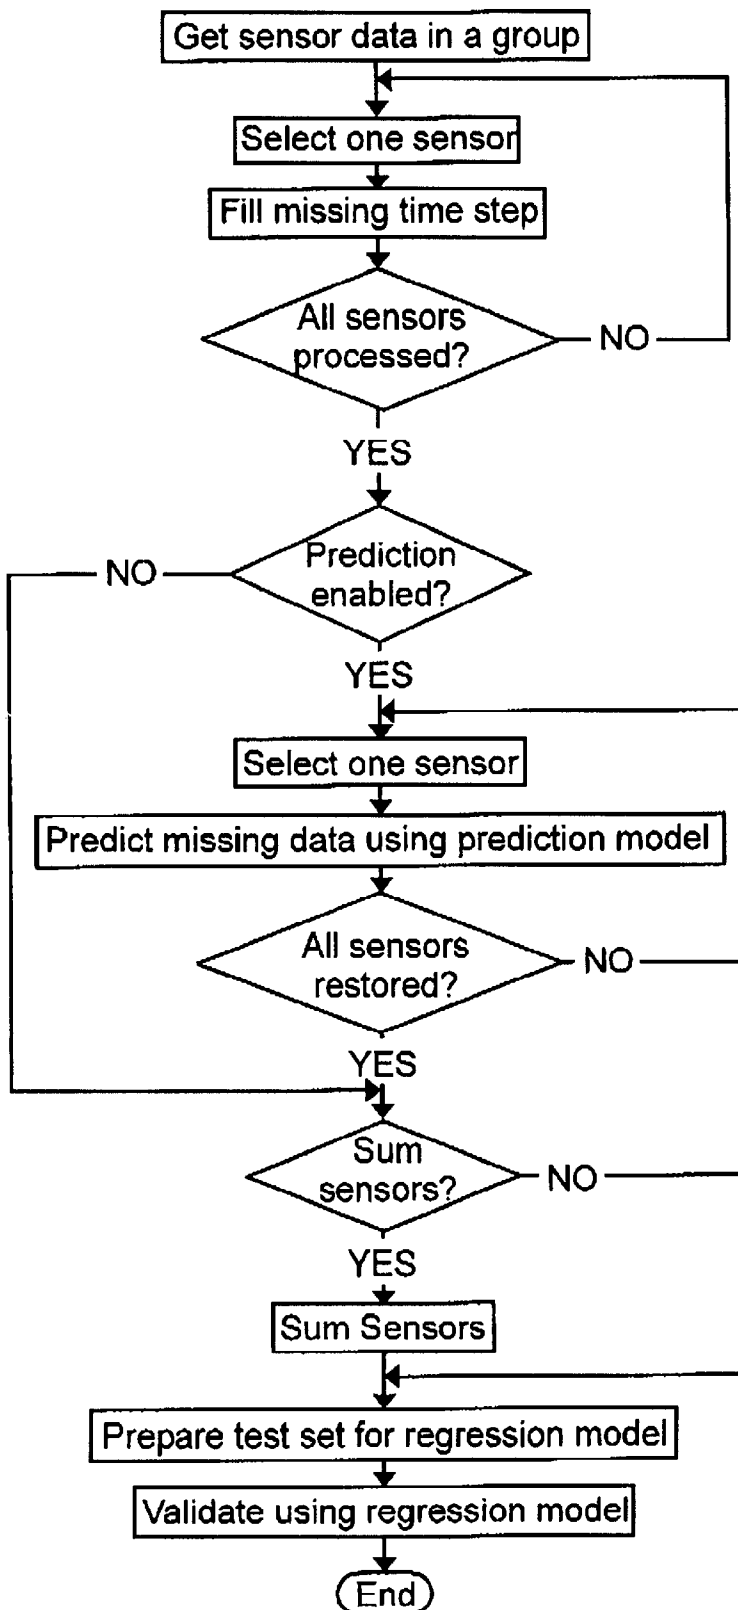 Get sensor data in a group
Select one sensor
Fill missing time step
All sensors
processed?
NO
YES
Prediction
enabled?
NO
YES
Select one sensor
Predict missing data using prediction model
All sensors
restored?
NO
YES
Sum
sensors?
NO
YES
Sum Sensors
Prepare test set for regression model
Validate using regression model
End